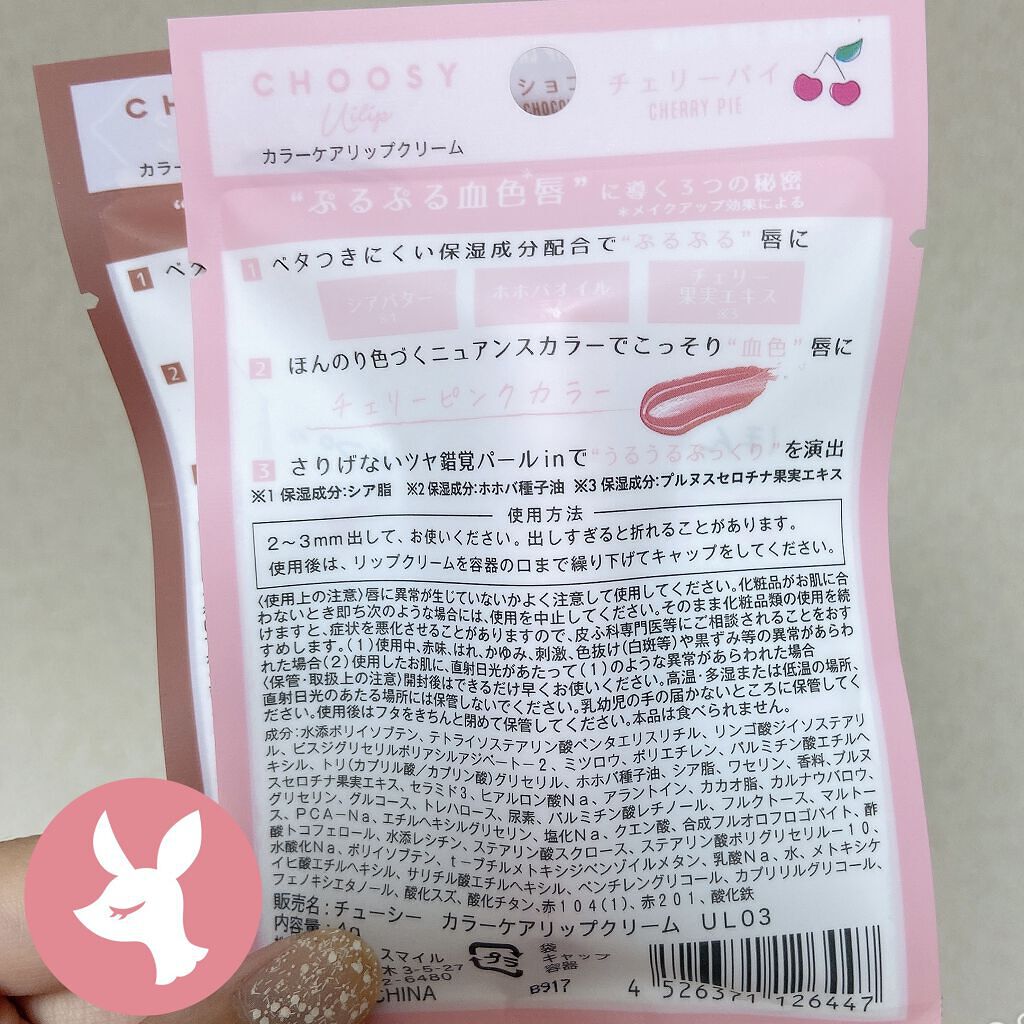 CHOOSY
Uilip
カラーケアリップクリーム
ショコ
CHOCO
チェリーパイ
CHERRY PIE
CH
カラー
“ぷるぷる血色唇”に導く3つの秘密
*メイクアップ効果による
1 ベタつきにくい保湿成分配合で“ぷるぷる”唇に
シアバター
※1
ホホバオイル
※2
チェリー
果実エキス
※3
2 ほんのり色づくニュアンスカラーでこっそり“血色”唇に
チェリーピンクカラー
3 さりげないツヤ錯覚パールinで“うるうるぷっくり”を演出
※1 保湿成分:シア脂 ※2 保湿成分:ホホバ種子油 ※3 保湿成分:プルヌスセロチナ果実エキス
使用方法
2～3mm出して、お使いください。出しすぎると折れることがあります。
使用後は、リップクリームを容器の口まで繰り下げてキャップをしてください。
〈使用上の注意〉唇に異常が生じていないかよく注意して使用してください。化粧品がお肌に合
わないとき即ち次のような場合には、使用を中止してください。そのまま化粧品類の使用を続
けますと、症状を悪化させることがありますので、皮ふ科専門医等にご相談されることをおす
すめします。(1)使用中、赤味、はれ、かゆみ、刺激、色抜け(白斑等)や黒ずみ等の異常があらわ
れた場合(2)使用したお肌に、直射日光があたって(1)のような異常があらわれた場合
〈保管・取扱上の注意〉開封後はできるだけ早くお使いください。高温・多湿または低温の場所、
直射日光のあたる場所には保管しないでください。乳幼児の手の届かないところに保管してく
ださい。使用後はフタをきちんと閉めて保管してください。本品は食べられません。
成分:水添ポリイソブテン、テトライソステアリン酸ペンタエリスリチル、リンゴ酸ジイソステアリ
ル、ビスジグリセリルポリアシルアジペート-2、ミツロウ、ポリエチレン、パルミチン酸エチルヘ
キシル、トリ(カプリル酸/カプリン酸)グリセリル、ホホバ種子油、シア脂、ワセリン、香料、プルヌ
スセロチナ果実エキス、セラミド3、ヒアルロン酸Na、アラントイン、カカオ脂、カルナウバロウ、
グリセリン、グルコース、トレハロース、尿素、パルミチン酸レチノール、フルクトース、マルトー
ス、PCA-Na、エチルヘキシルグリセリン、塩化Na、クエン酸、合成フルオロフロゴパイト、酢
酸トコフェロール、水添レシチン、ステアリン酸スクロース、ステアリン酸ポリグリセリル-10、
水酸化Na、ポリイソブテン、t-ブチルメトキシジベンゾイルメタン、乳酸Na、水、メトキシケ
イヒ酸エチルヘキシル、サリチル酸エチルヘキシル、ペンチレングリコール、カプリリルグリコール、
フェノキシエタノール、酸化スズ、酸化チタン、赤104(1)、赤201、酸化鉄
販売名:チューシー カラーケアリップクリーム UL03
内容量:4g
スマイル
木3-5-27
2-6480
CHINA
プラ
袋
キャップ
容器
B917
4 526371 126447
1 ベタ
2